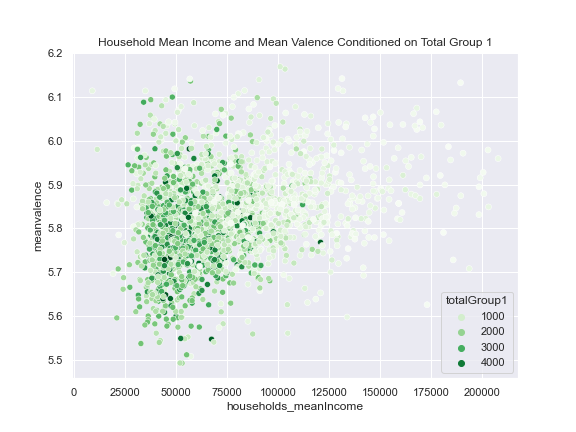 Household Mean Income and Mean Valence Conditioned on Total Group 1
6.2
6.1
6.0
5.9
5.8
5.7
5.6
5.5
meanvalence
totalGroup1
1000
2000
3000
4000
0 25000 50000 75000 100000 125000 150000 175000 200000
households_meanIncome